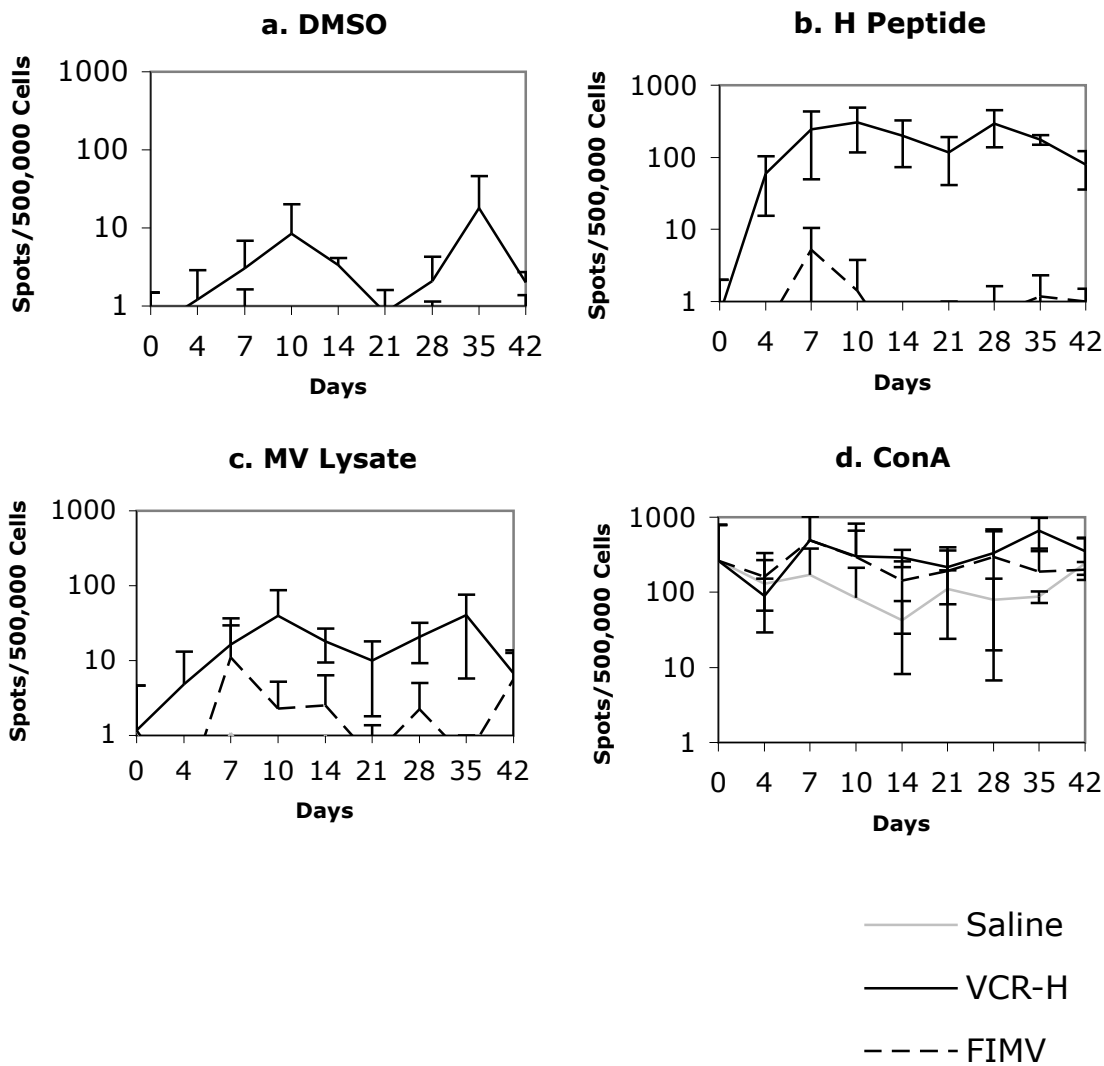 a. DMSO
Spots/500,000 Cells
1000
100
10
1
0 4 7 10 14 21 28 35 42
Days
b. H Peptide
Spots/500,000 Cells
1000
100
10
1
0 4 7 10 14 21 28 35 42
Days
c. MV Lysate
Spots/500,000 Cells
1000
100
10
1
0 4 7 10 14 21 28 35 42
Days
d. ConA
Spots/500,000 Cells
1000
100
10
1
0 4 7 10 14 21 28 35 42
Days
Saline
VCR-H
FIMV